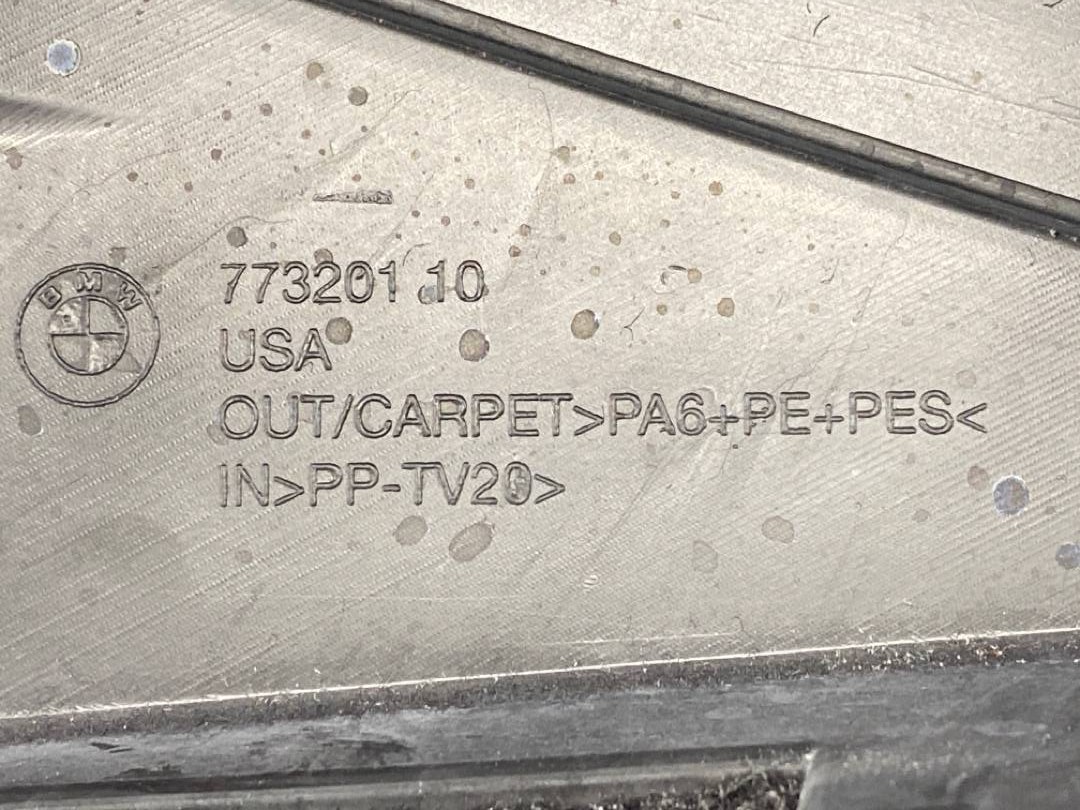 BMW
773201 10
USA
OUT/CARPET>PA6+PE+PES<
IN>PP-TV20>